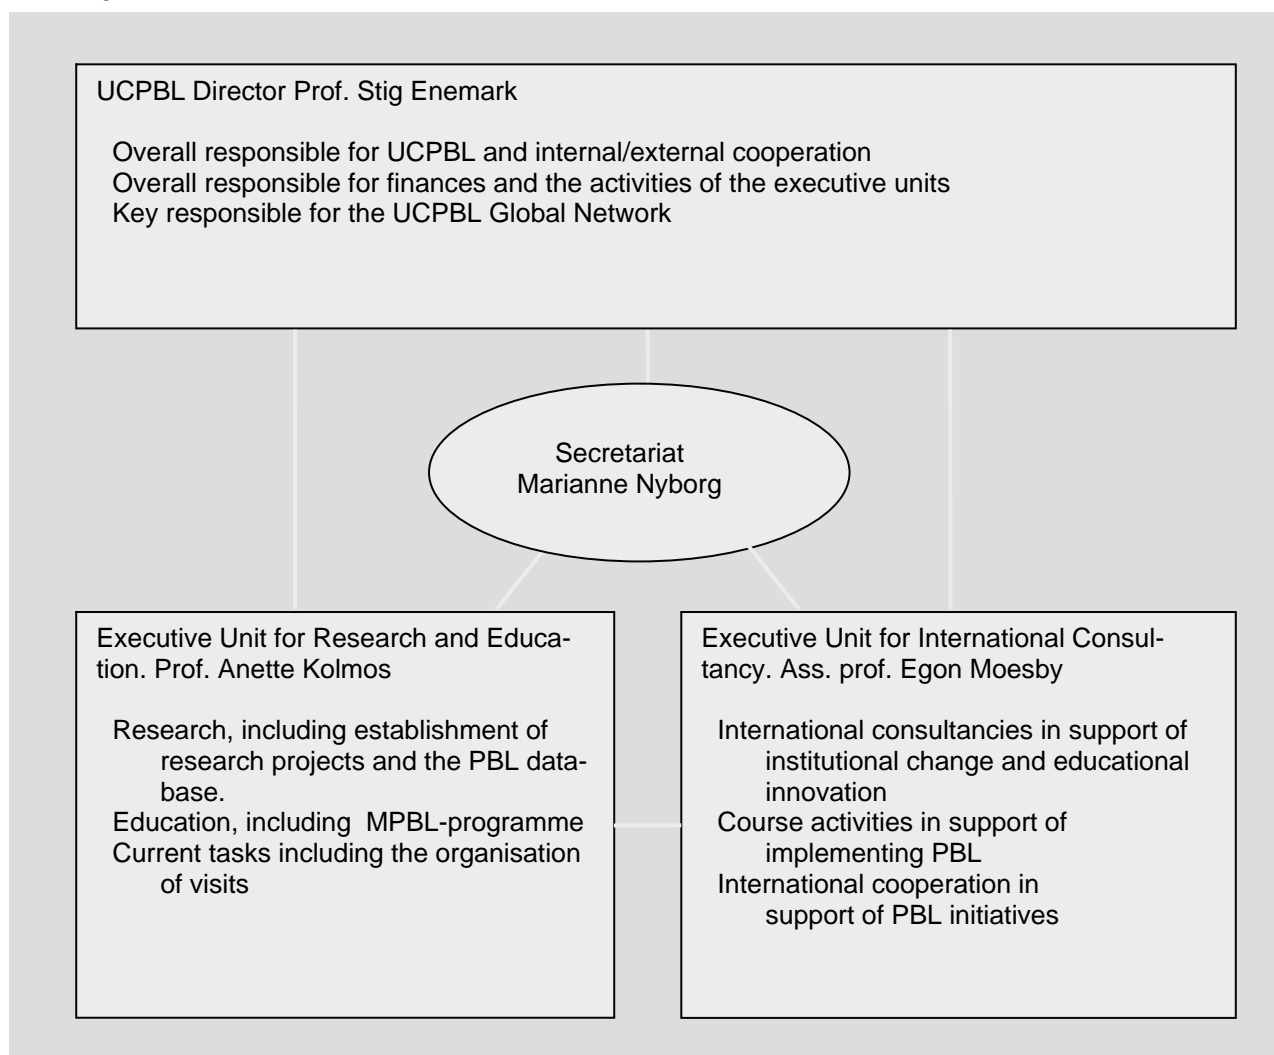 UCPBL Director Prof. Stig Enemark
Overall responsible for UCPBL and internal/external cooperation
Overall responsible for finances and the activities of the executive units
Key responsible for the UCPBL Global Network
Secretariat
Marianne Nyborg
Executive Unit for Research and Educa-
tion. Prof. Anette Kolmos
Research, including establishment of
research projects and the PBL data-
base.
Education, including  MPBL-programme
Current tasks including the organisation
of visits
Executive Unit for International Consul-
tancy. Ass. prof. Egon Moesby
International consultancies in support of
institutional change and educational
innovation
Course activities in support of
implementing PBL
International cooperation in
support of PBL initiatives